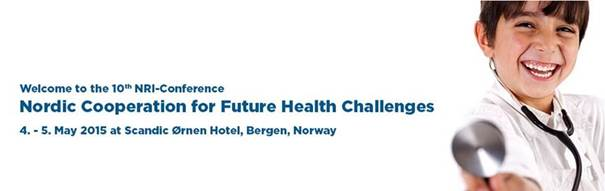 Welcome to the 10th NRI-Conference
Nordic Cooperation for Future Health Challenges
4. - 5. May 2015 at Scandic Ørnen Hotel, Bergen, Norway